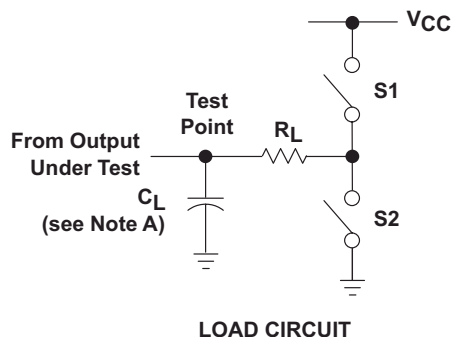 VCC
S1
Test
Point
RL
From Output
Under Test
CL
(see Note A)
S2
LOAD CIRCUIT